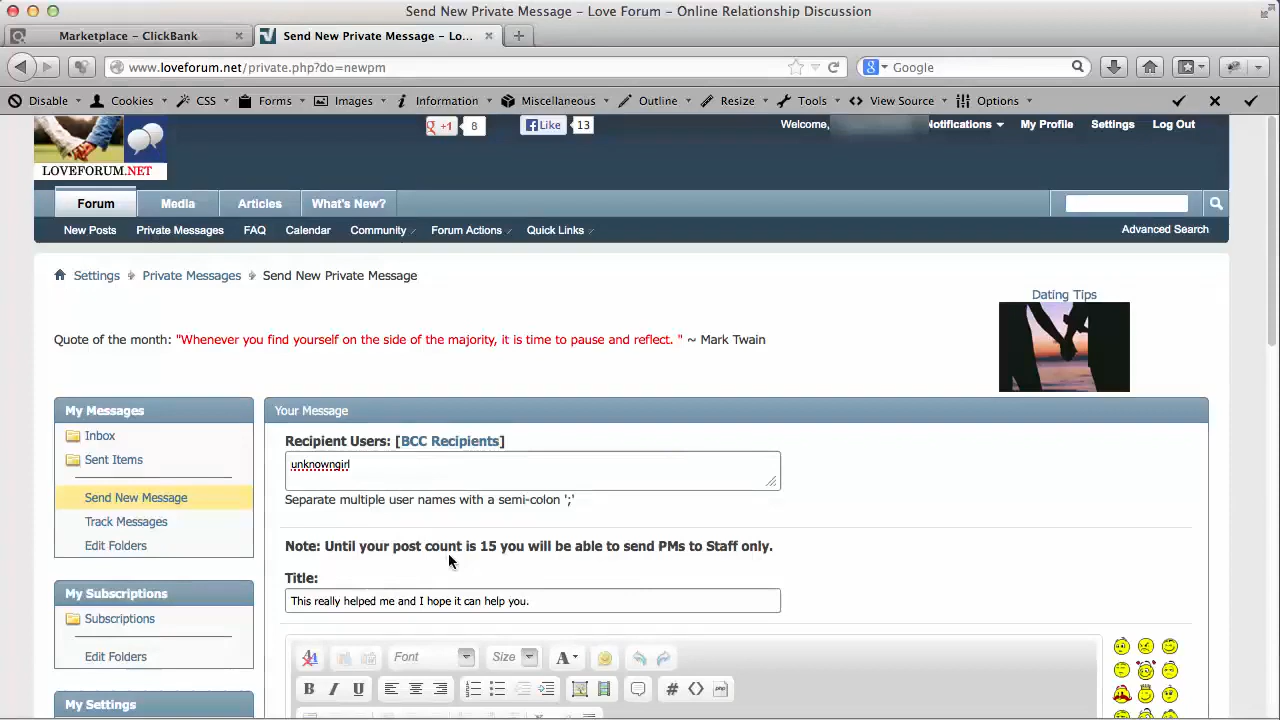 Send New Private Message – Love Forum – Online Relationship Discussion
Marketplace – ClickBank
Send New Private Message – Lo...
www.loveforum.net/private.php?do=newpm
Google
Disable Cookies CSS Forms Images Information Miscellaneous Outline Resize Tools View Source Options
+1 8
Like 13
Welcome,
Notifications My Profile Settings Log Out
LOVEFORUM.NET
Forum Media Articles What's New?
New Posts Private Messages FAQ Calendar Community Forum Actions Quick Links
Advanced Search
Settings Private Messages Send New Private Message
Dating Tips
Quote of the month: "Whenever you find yourself on the side of the majority, it is time to pause and reflect. " ~ Mark Twain
My Messages
Inbox
Sent Items
Send New Message
Track Messages
Edit Folders
My Subscriptions
Subscriptions
Edit Folders
My Settings
Your Message
Recipient Users: [BCC Recipients]
unknowngirl
Separate multiple user names with a semi-colon ';'
Note: Until your post count is 15 you will be able to send PMs to Staff only.
Title:
This really helped me and I hope it can help you.
Font Size A
B I U